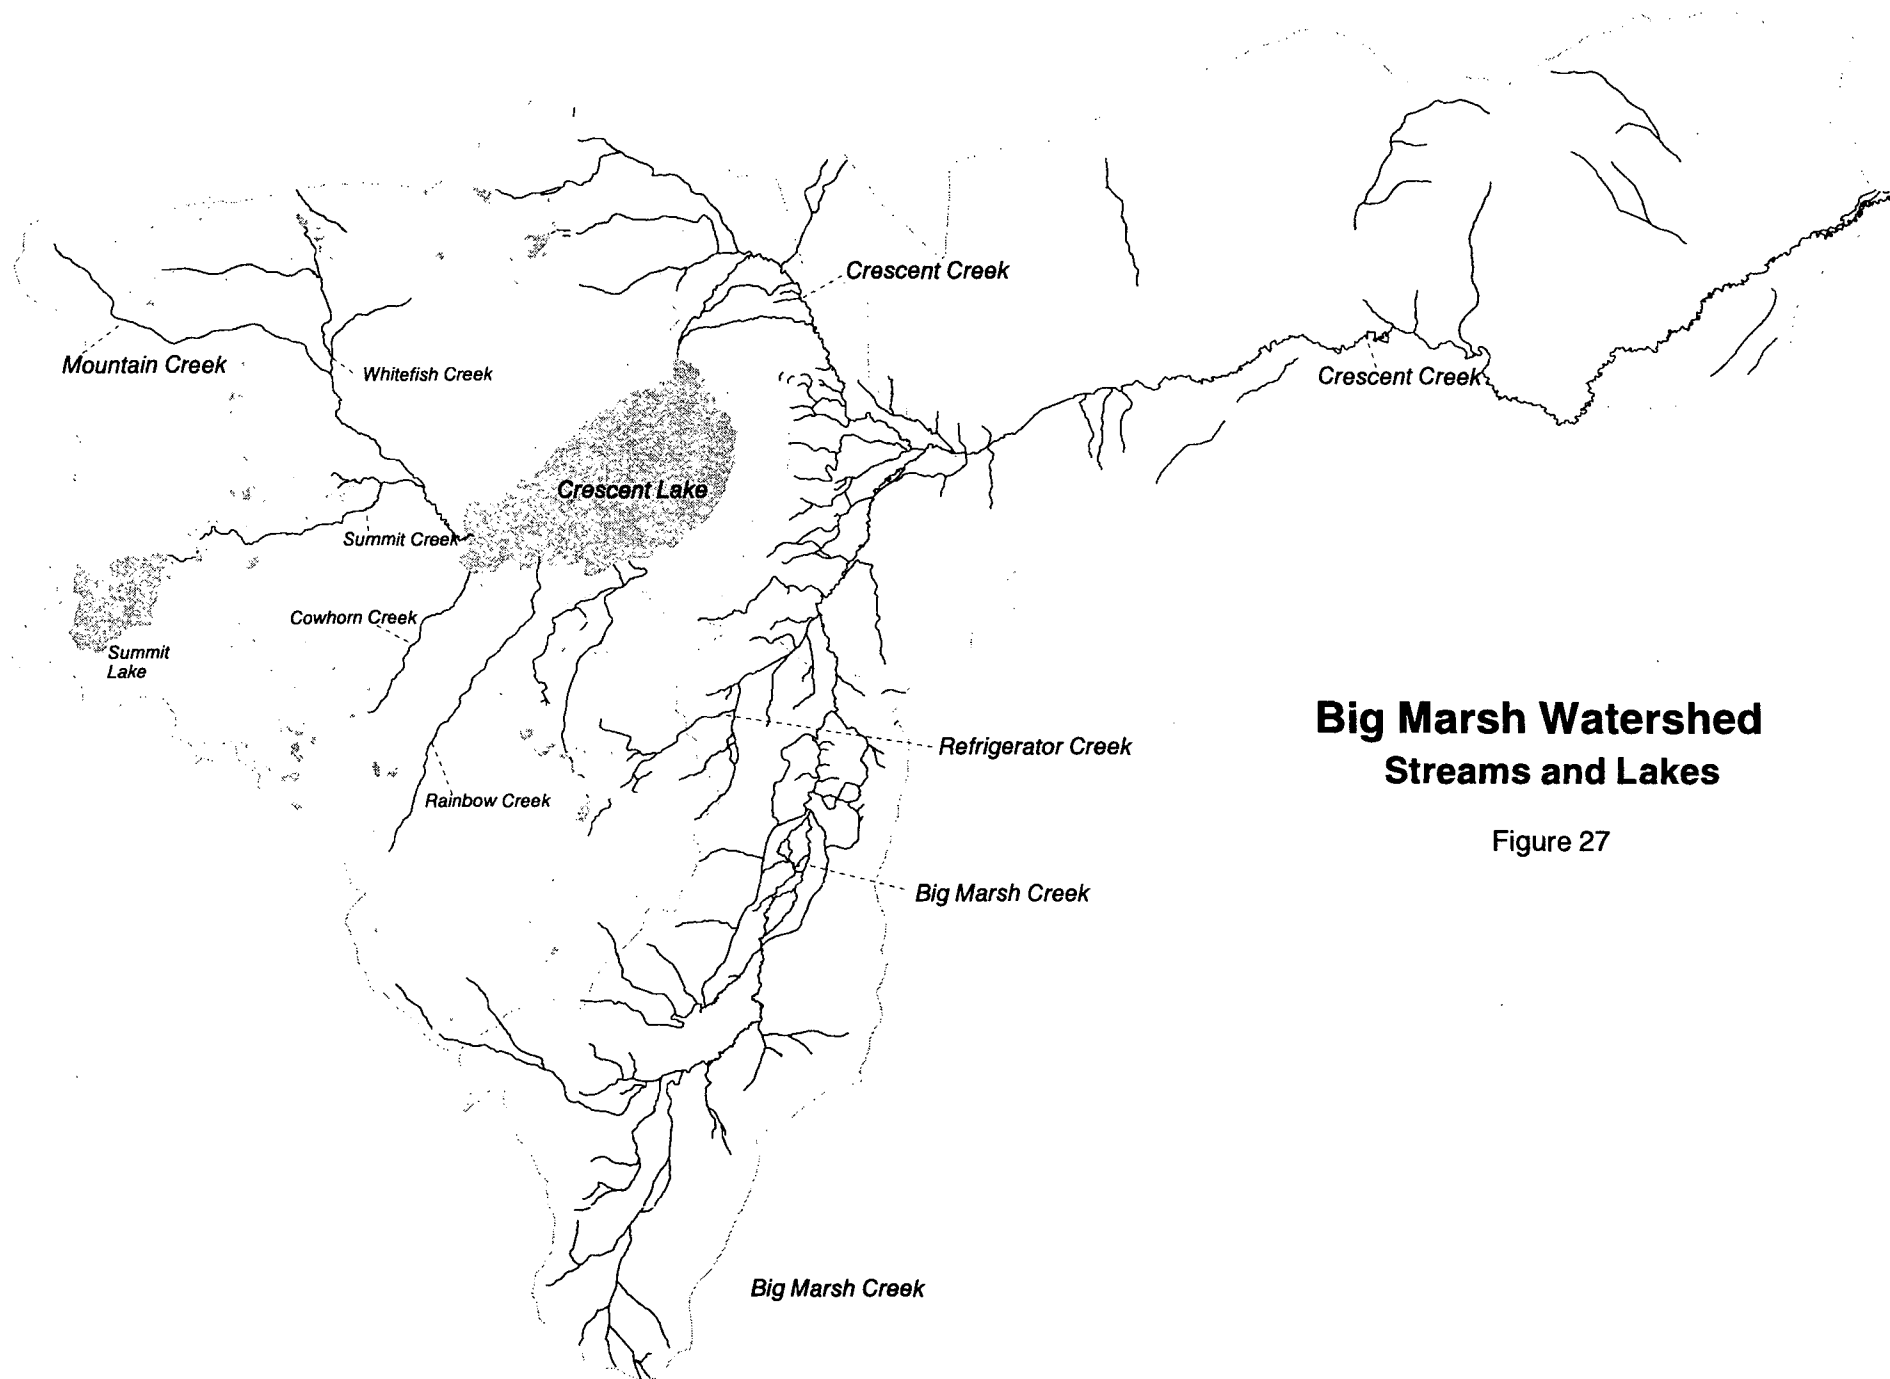 Crescent Creek
Mountain Creek
Whitefish Creek
Crescent Creek
Crescent Lake
Summit Creek
Cowhorn Creek
Summit
Lake
Big Marsh Watershed
Streams and Lakes
Refrigerator Creek
Rainbow Creek
Figure 27
Big Marsh Creek
Big Marsh Creek